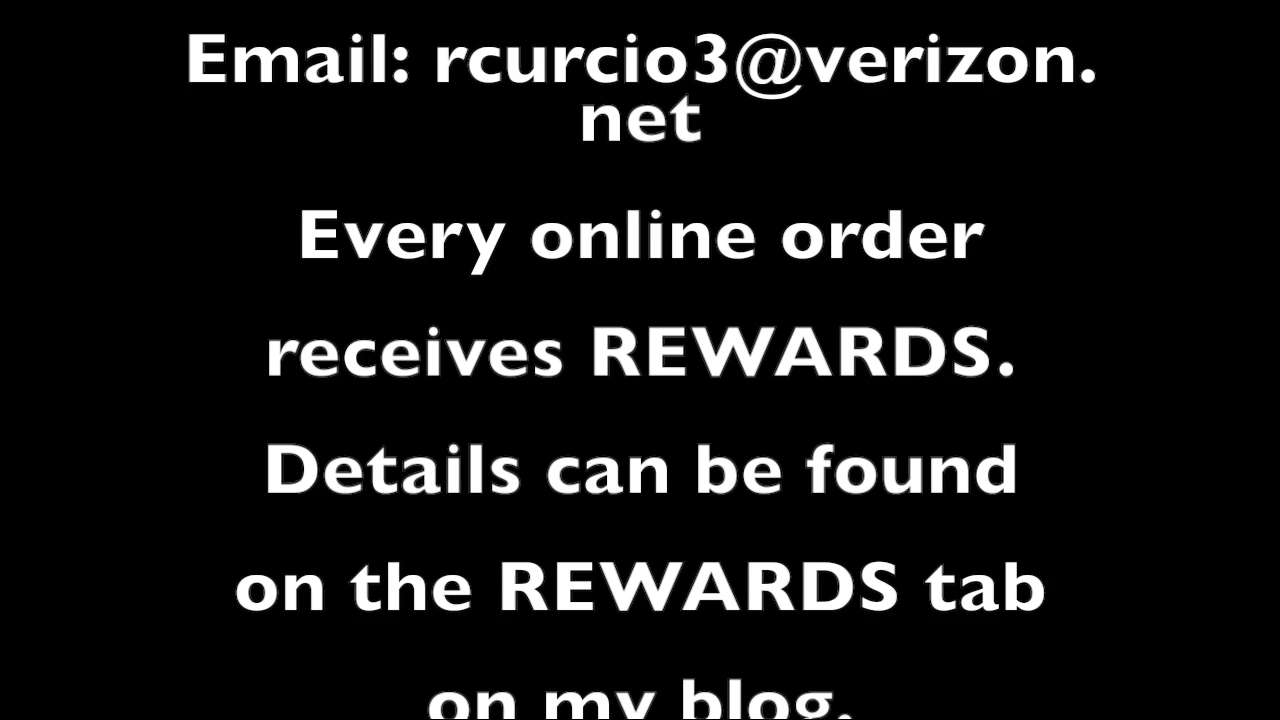 Email: rcurcio3@verizon.
net
Every online order
receives REWARDS.
Details can be found
on the REWARDS tab
on my blog.